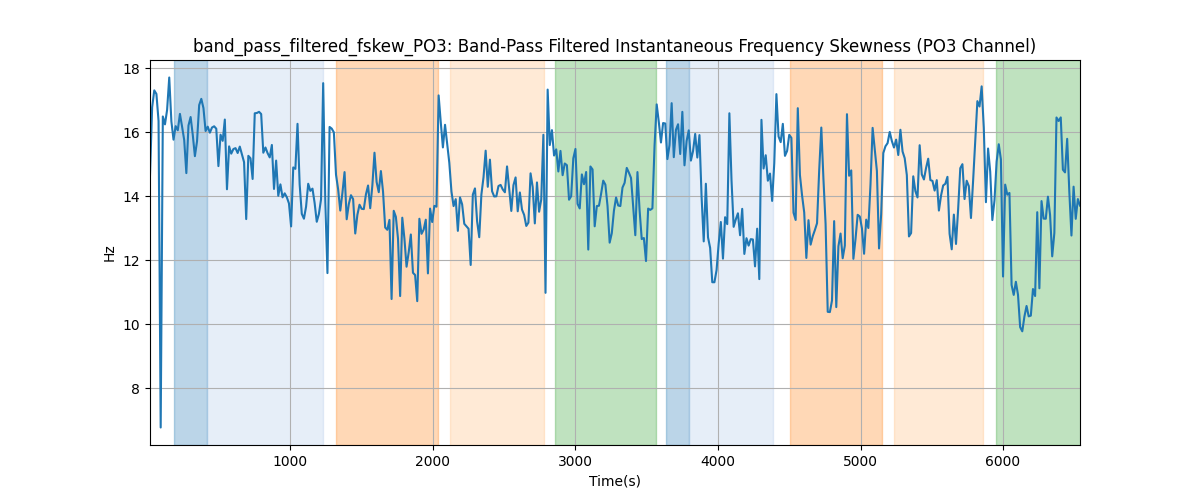 band_pass_filtered_fskew_PO3: Band-Pass Filtered Instantaneous Frequency Skewness (PO3 Channel)
18
16
14
12
10
8
Hz
1000 2000 3000 4000 5000 6000
Time(s)